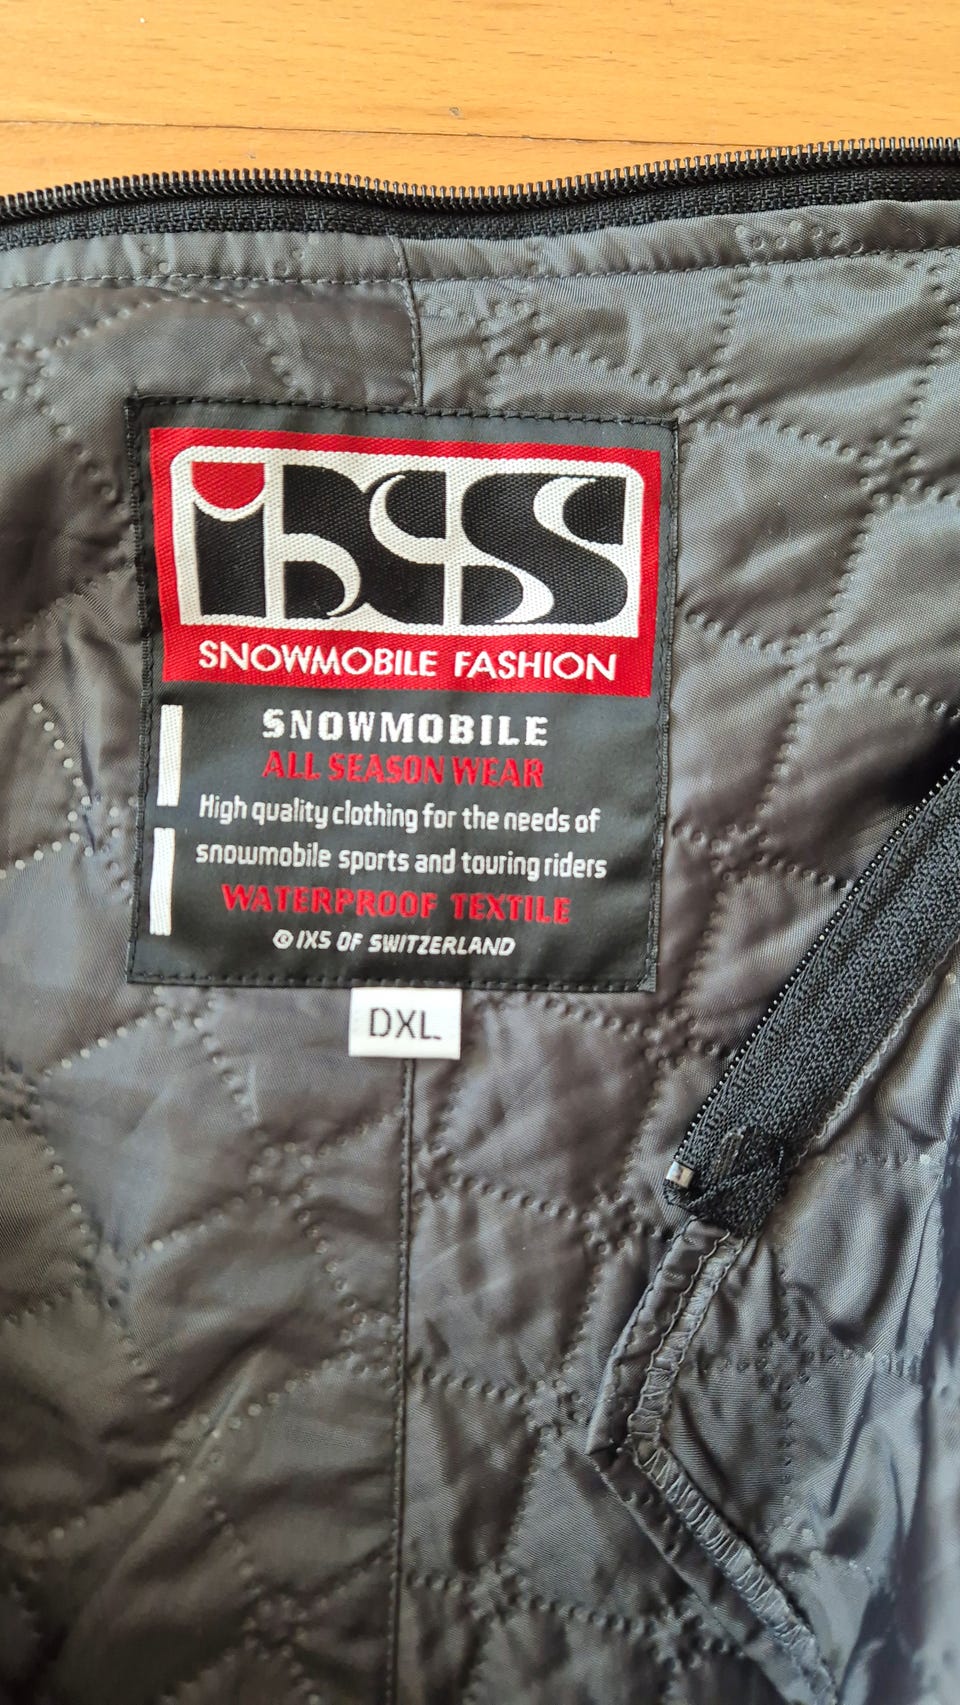 iXS
SNOWMOBILE FASHION
SNOWMOBILE
ALL SEASON WEAR
High quality clothing for the needs of
snowmobile sports and touring riders
WATERPROOF TEXTILE
© IXS OF SWITZERLAND
DXL